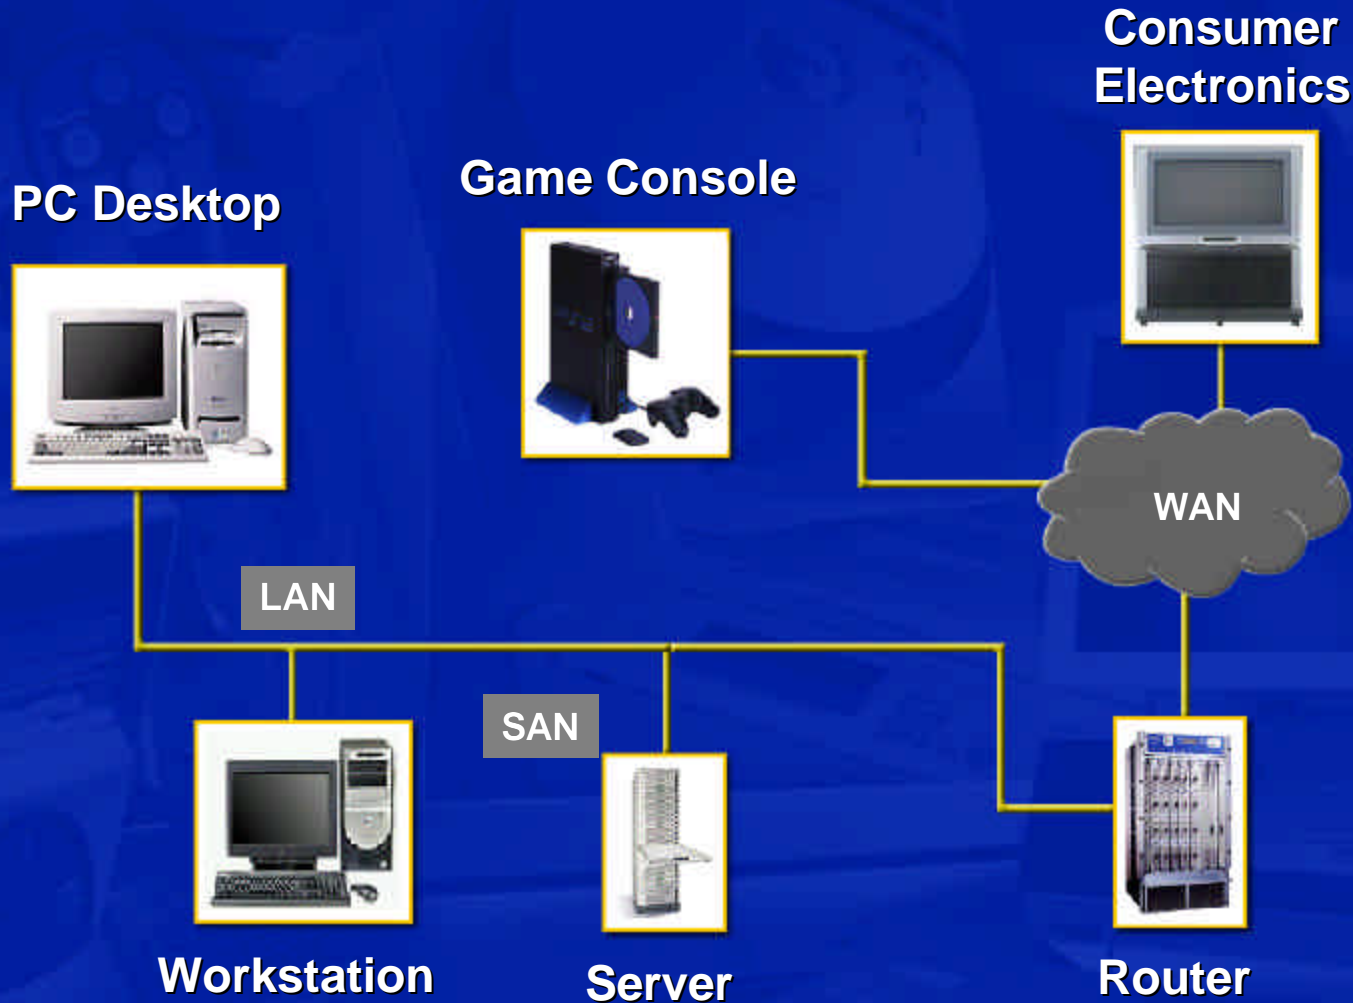 Consumer
Electronics
Game Console
PC Desktop
WAN
LAN
SAN
Workstation
Server
Router